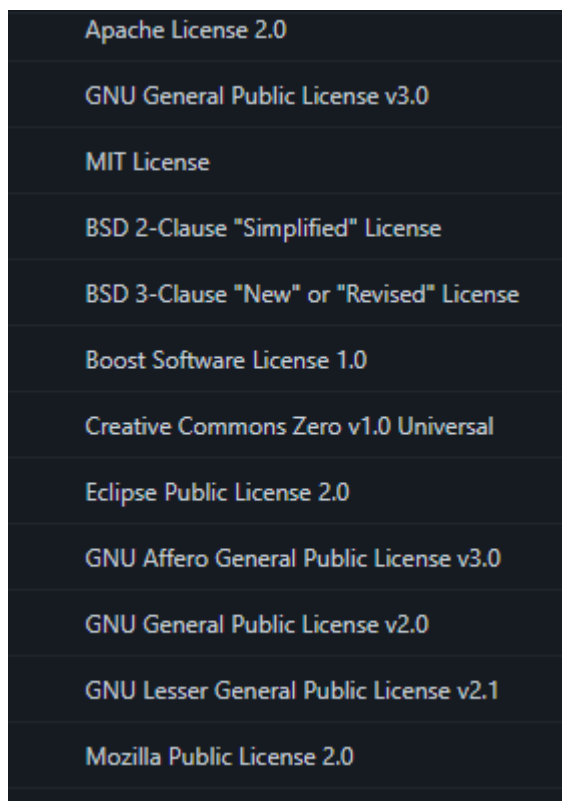 Apache License 2.0
GNU General Public License v3.0
MIT License
BSD 2-Clause "Simplified" License
BSD 3-Clause "New" or "Revised" License
Boost Software License 1.0
Creative Commons Zero v1.0 Universal
Eclipse Public License 2.0
GNU Affero General Public License v3.0
GNU General Public License v2.0
GNU Lesser General Public License v2.1
Mozilla Public License 2.0